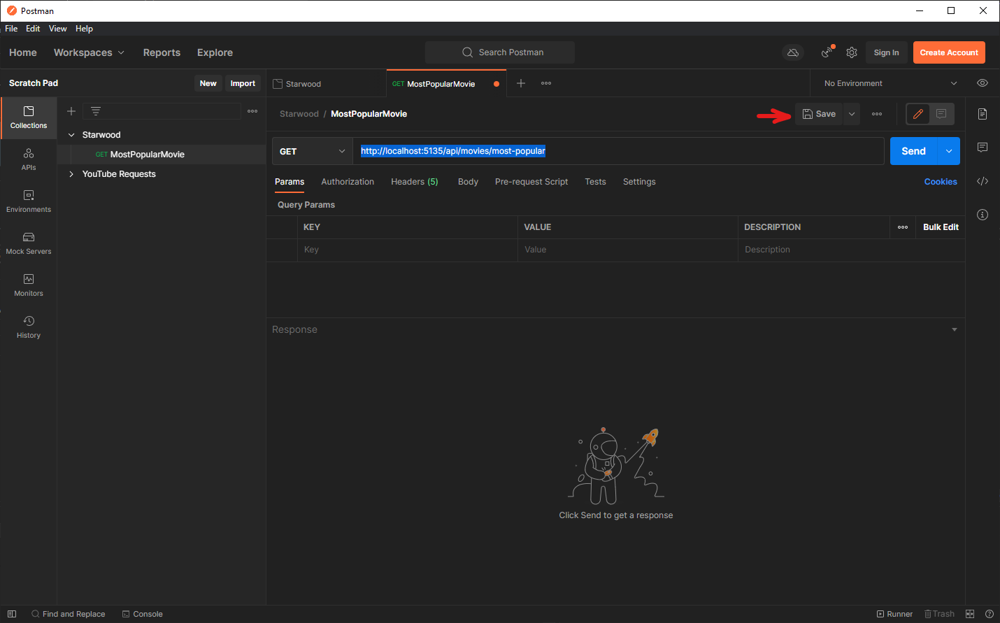 Postman
File Edit View Help
Home Workspaces Reports Explore Search Postman Sign In Create Account
Scratch Pad New Import Starwood GET MostPopularMovie No Environment
Starwood / MostPopularMovie Save
Collections
Starwood
GET MostPopularMovie
YouTube Requests
APIs
Environments
Mock Servers
Monitors
History
GET http://localhost:5135/api/movies/most-popular Send
Params Authorization Headers (5) Body Pre-request Script Tests Settings Cookies
Query Params
KEY VALUE DESCRIPTION Bulk Edit
Key Value Description
Response
Click Send to get a response
Find and Replace Console Runner Trash